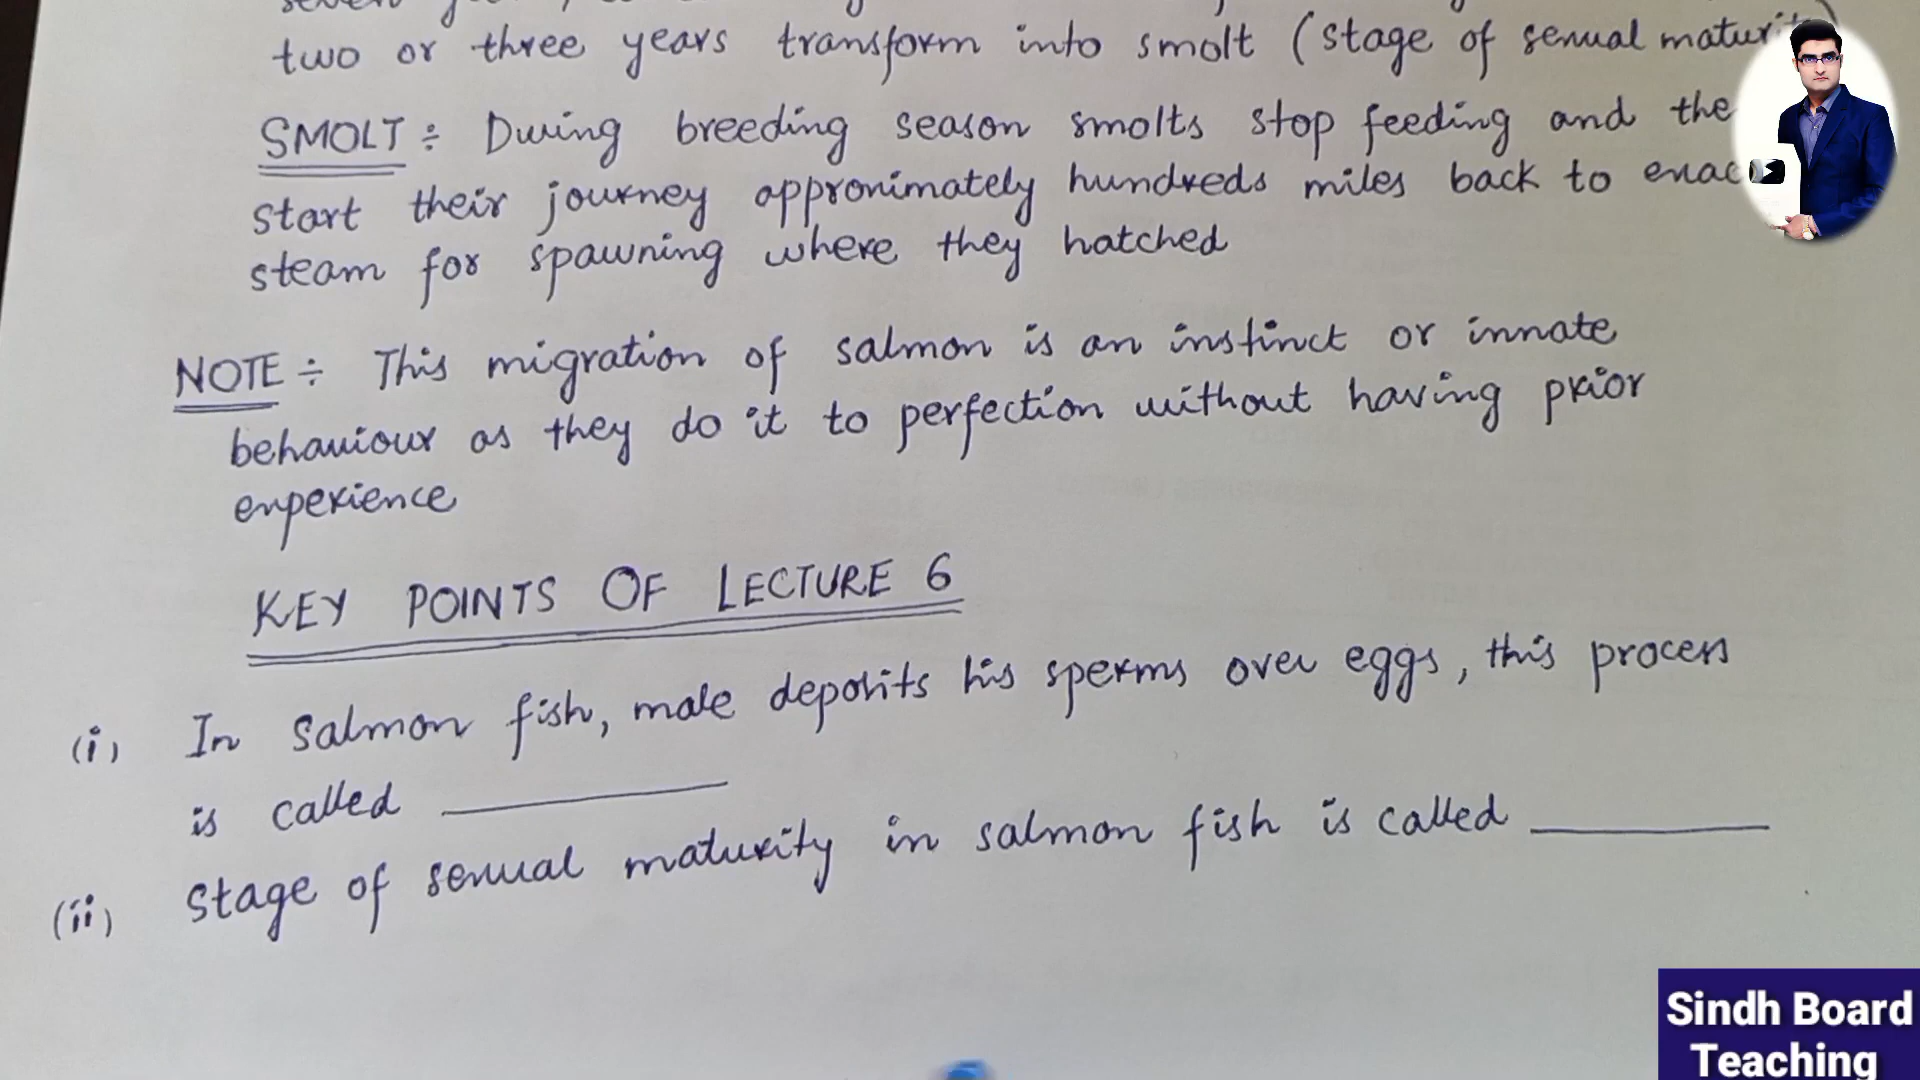 two or three years transform into smolt (stage of sexual maturity)
SMOLT ÷ During breeding season smolts stop feeding and the
start their journey approximately hundreds miles back to
steam for spawning where they hatched
NOTE ÷ This migration of salmon is an instinct or innate
behaviour as they do it to perfection without having prior
experience
KEY POINTS OF LECTURE 6
(i) In salmon fish, male deposits his sperms over eggs, this process
is called
(ii) Stage of sexual maturity in salmon fish is called
Sindh Board
Teaching